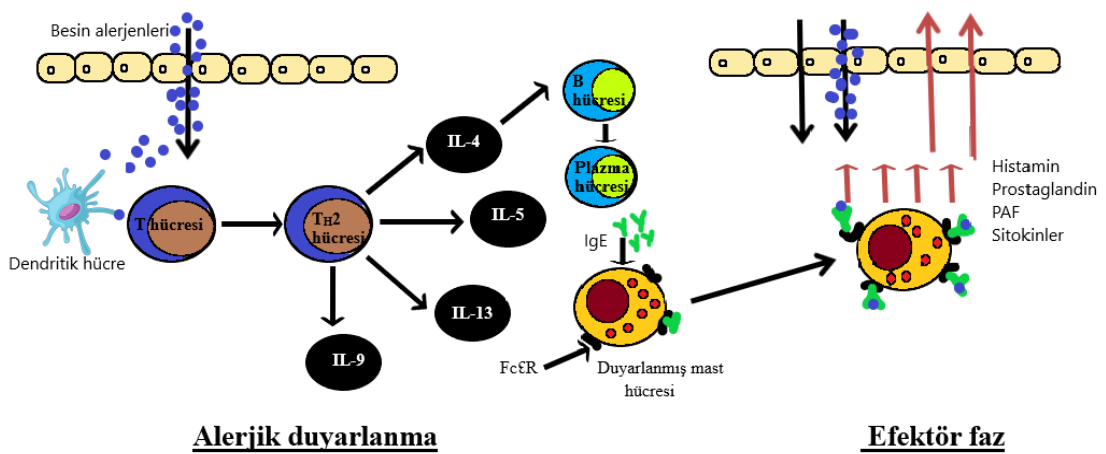 Besin alerjenleri
Dendritik hücre
T hücresi
TH2
hücresi
IL-4
IL-5
IL-13
IL-9
B
hücresi
Plazma
hücresi
IgE
FcƐR
Duyarlanmış mast
hücresi
Histamin
Prostaglandin
PAF
Sitokinler
Alerjik duyarlanma
Efektör faz